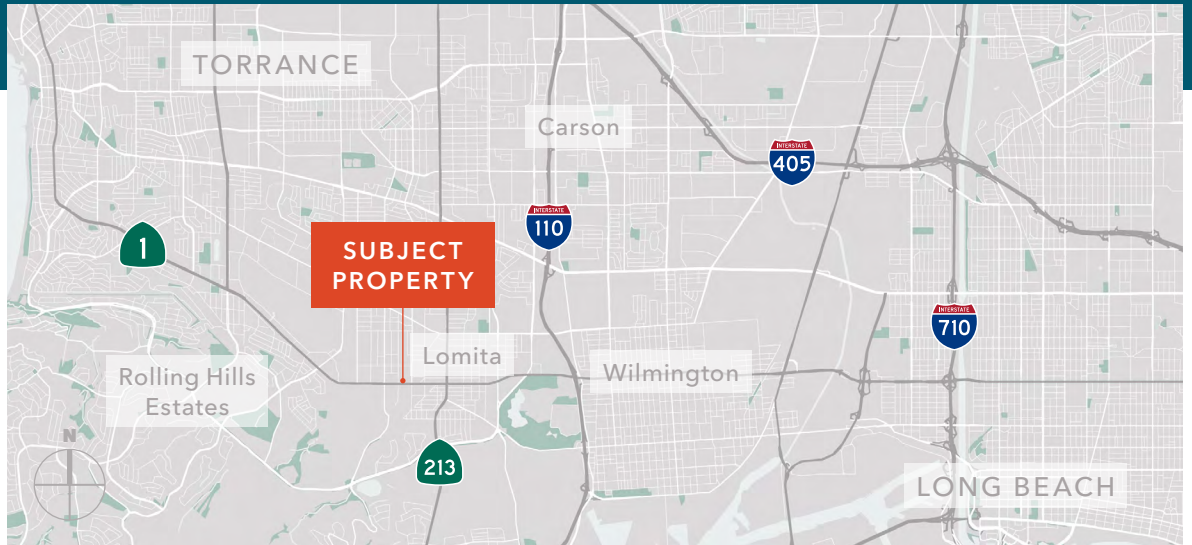 TORRANCE
Carson
INTERSTATE
405
INTERSTATE
110
1
SUBJECT
PROPERTY
INTERSTATE
710
Lomita
Wilmington
Rolling Hills
Estates
N
213
LONG BEACH